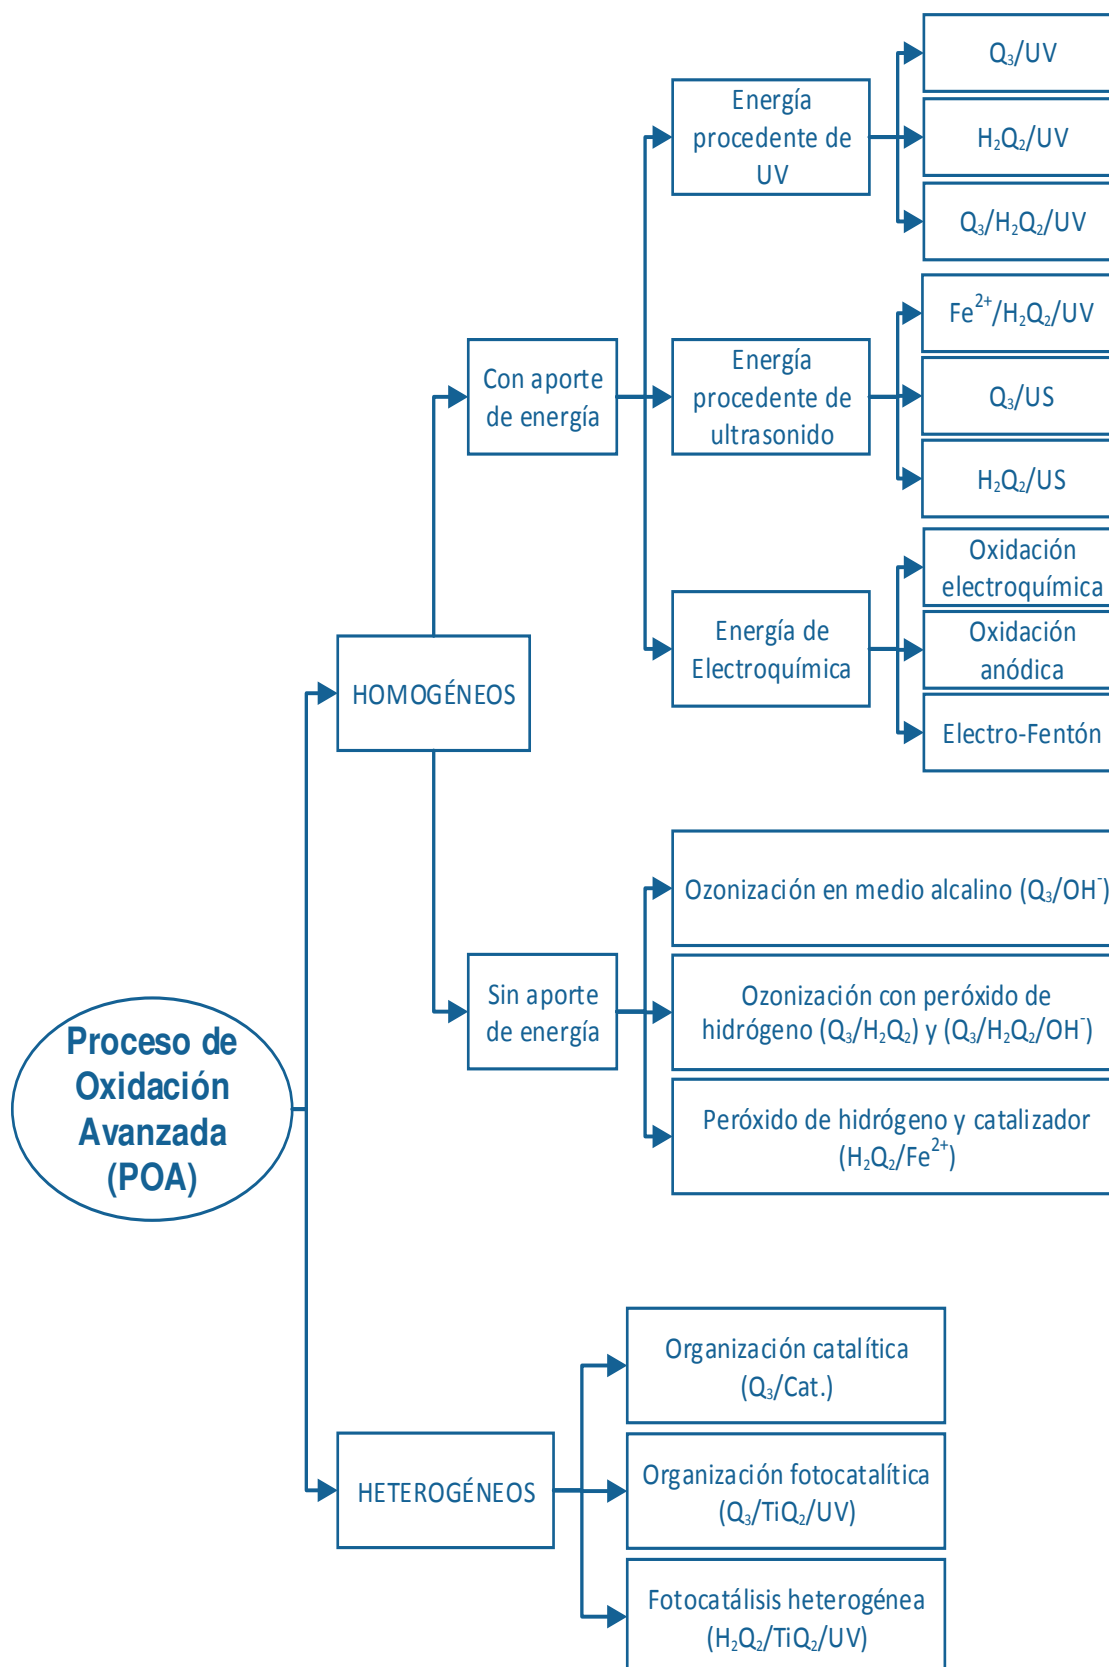 Proceso de
Oxidación
Avanzada
(POA)
HOMOGÉNEOS
Con aporte
de energía
Energía
procedente de
UV
Q₃/UV
H₂Q₂/UV
Q₃/H₂Q₂/UV
Energía
procedente de
ultrasonido
Fe²⁺/H₂Q₂/UV
Q₃/US
H₂Q₂/US
Energía de
Electroquímica
Oxidación
electroquímica
Oxidación
anódica
Electro-Fentón
Sin aporte
de energía
Ozonización en medio alcalino (Q₃/OH⁻)
Ozonización con peróxido de
hidrógeno (Q₃/H₂Q₂) y (Q₃/H₂Q₂/OH⁻)
Peróxido de hidrógeno y catalizador
(H₂Q₂/Fe²⁺)
HETEROGÉNEOS
Organización catalítica
(Q₃/Cat.)
Organización fotocatalítica
(Q₃/TiQ₂/UV)
Fotocatálisis heterogénea
(H₂Q₂/TiQ₂/UV)